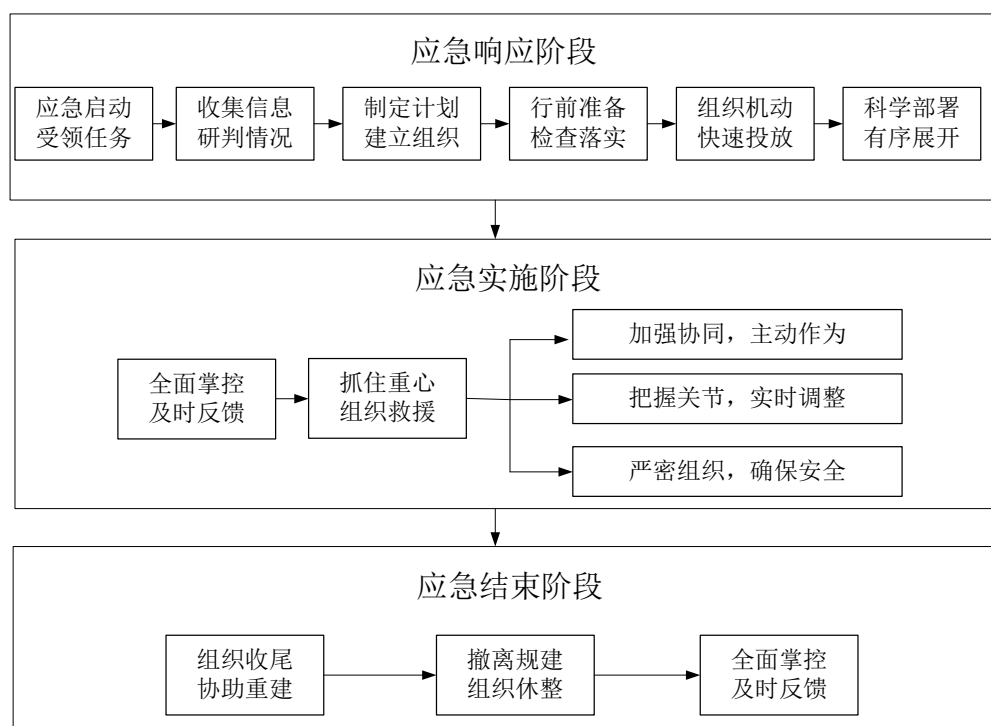 应急响应阶段
应急启动
受领任务
收集信息
研判情况
制定计划
建立组织
行前准备
检查落实
组织机动
快速投放
科学部署
有序展开
应急实施阶段
全面掌控
及时反馈
抓住重心
组织救援
加强协同，主动作为
把握关节，实时调整
严密组织，确保安全
应急结束阶段
组织收尾
协助重建
撤离规建
组织休整
全面掌控
及时反馈